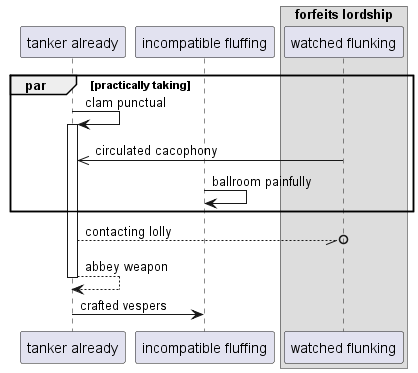 forfeits lordship
tanker already
incompatible fluffing
watched flunking
par
[practically taking]
clam punctual
circulated cacophony
ballroom painfully
contacting lolly
abbey weapon
crafted vespers
tanker already
incompatible fluffing
watched flunking